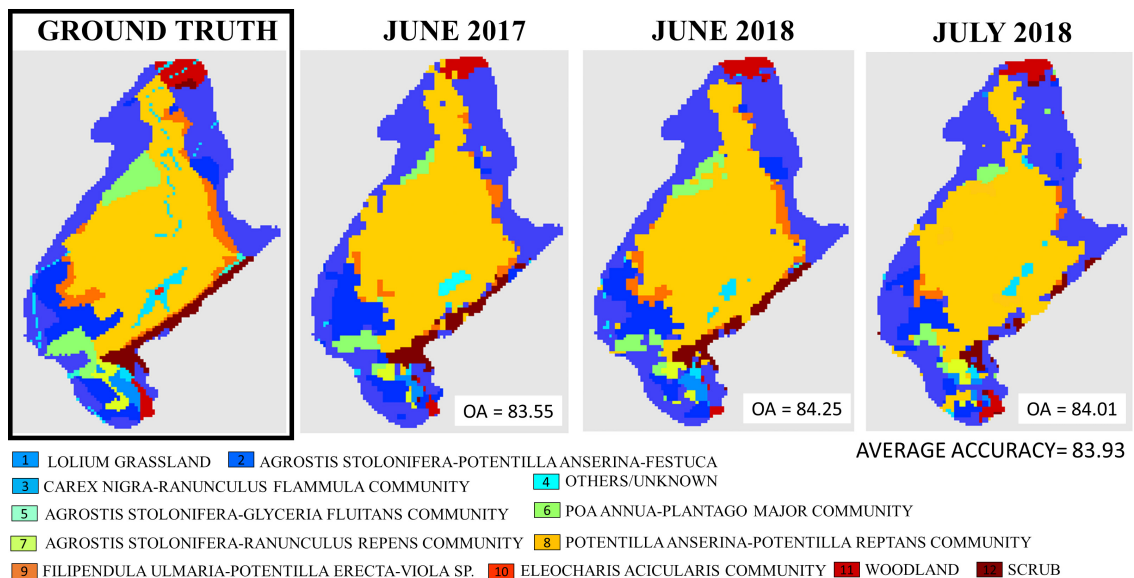 GROUND TRUTH
JUNE 2017
JUNE 2018
JULY 2018
OA = 83.55
OA = 84.25
OA = 84.01
AVERAGE ACCURACY= 83.93
1 LOLIUM GRASSLAND
2 AGROSTIS STOLONIFERA-POTENTILLA ANSERINA-FESTUCA
3 CAREX NIGRA-RANUNCULUS FLAMMULA COMMUNITY
4 OTHERS/UNKNOWN
5 AGROSTIS STOLONIFERA-GLYCERIA FLUITANS COMMUNITY
6 POA ANNUA-PLANTAGO MAJOR COMMUNITY
7 AGROSTIS STOLONIFERA-RANUNCULUS REPENS COMMUNITY
8 POTENTILLA ANSERINA-POTENTILLA REPTANS COMMUNITY
9 FILIPENDULA ULMARIA-POTENTILLA ERECTA-VIOLA SP.
10 ELEOCHARIS ACICULARIS COMMUNITY
11 WOODLAND
12 SCRUB